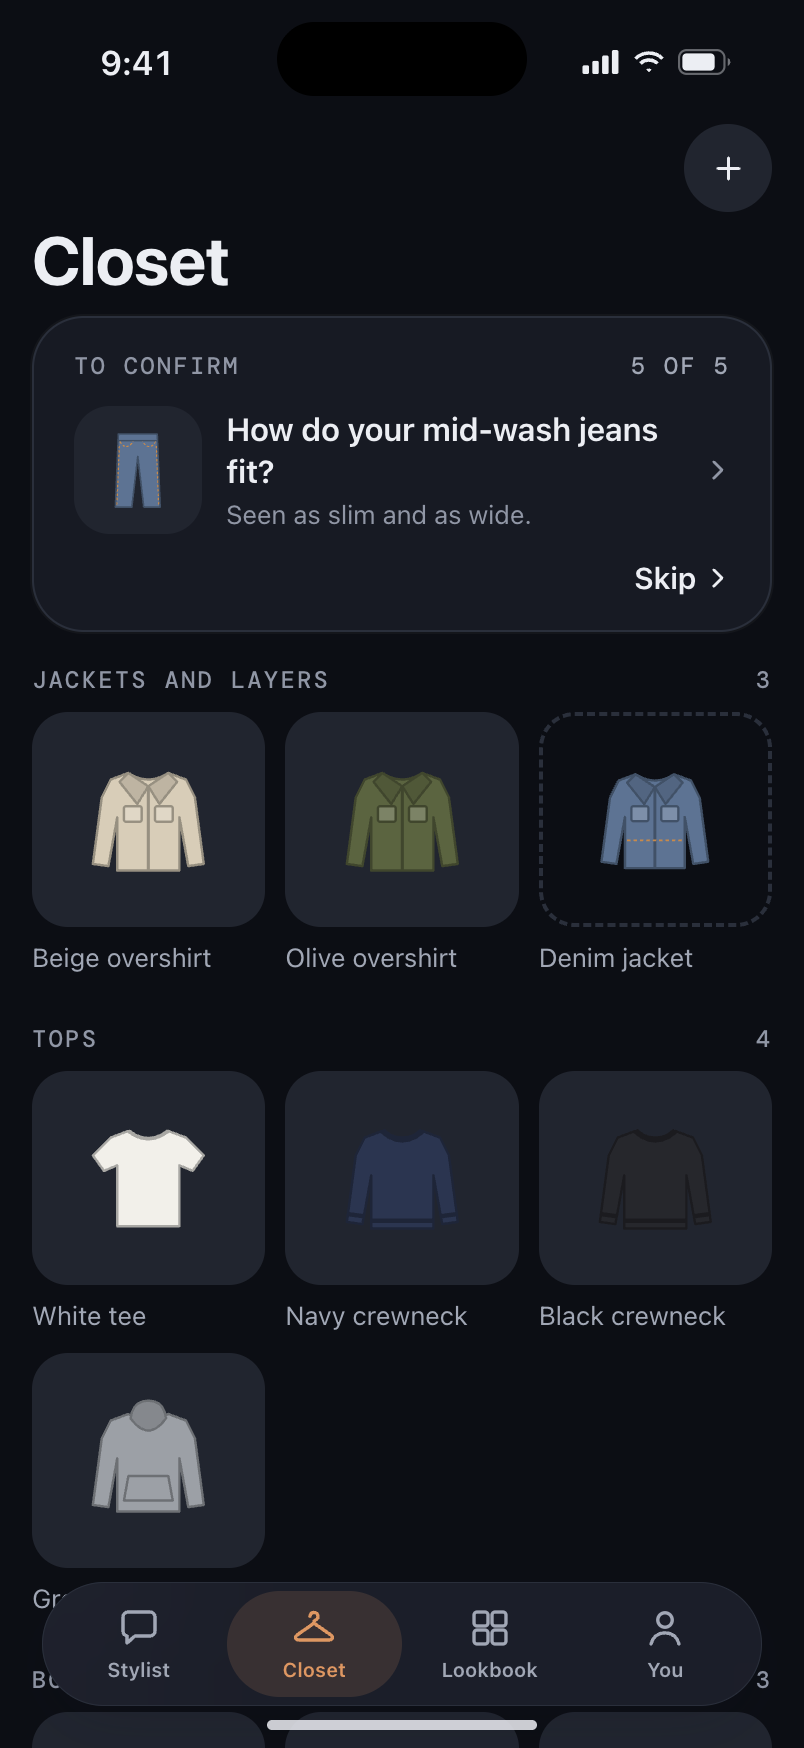 9:41
Closet
TO CONFIRM 5 OF 5
How do your mid-wash jeans
fit?
Seen as slim and as wide.
Skip
JACKETS AND LAYERS 3
Beige overshirt Olive overshirt Denim jacket
TOPS 4
White tee Navy crewneck Black crewneck
3
Stylist Closet Lookbook You